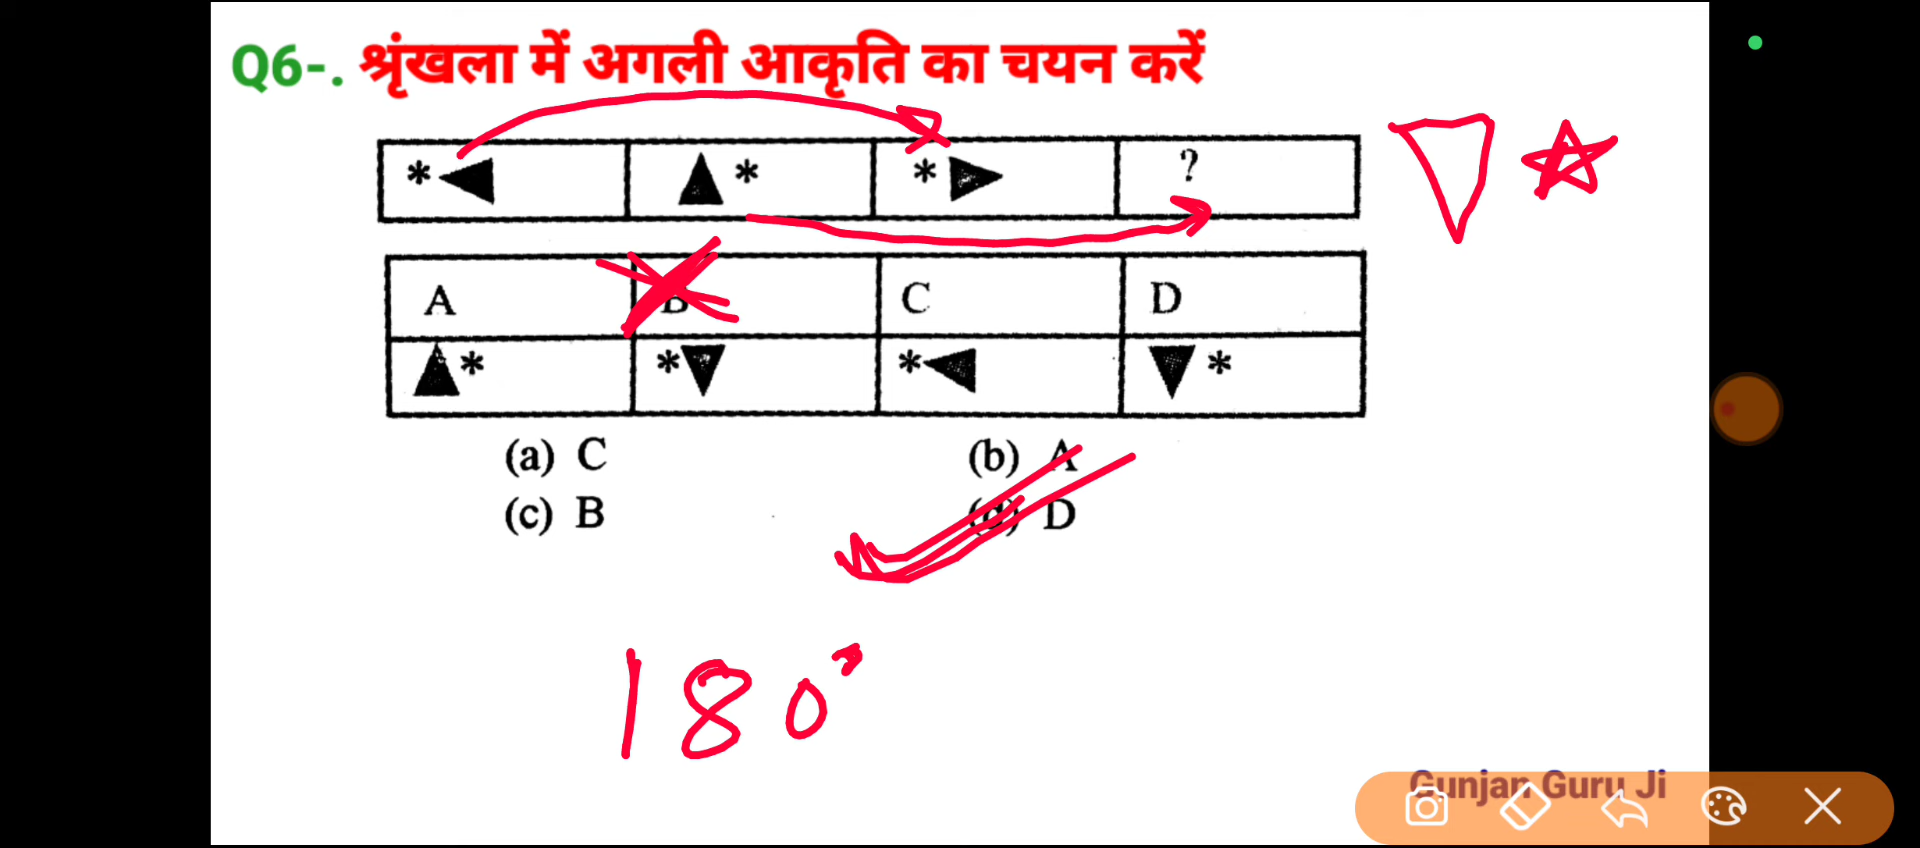 Q6-. श्रृंखला में अगली आकृति का चयन करें
* ◀ ▲ * * ▶ ?
A B C D
▲ * * ▼ * ◀ ▼ *
(a) C (b) A
(c) B (d) D
180°
Gunjan Guru Ji